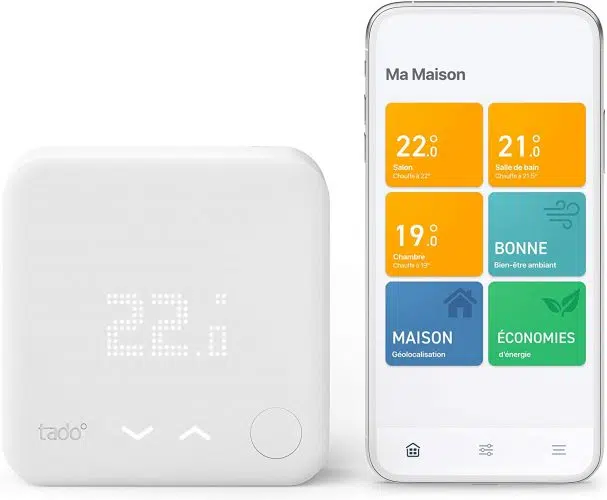 22.1
tado°
Ma Maison
22.0°
Salon
Chauffe à 22°
21.0°
Salle de bain
Chauffe à 21.5°
19.0°
Chambre
Chauffe à 19°
BONNE
Bien-être ambiant
MAISON
Géolocalisation
ÉCONOMIES
d'énergie